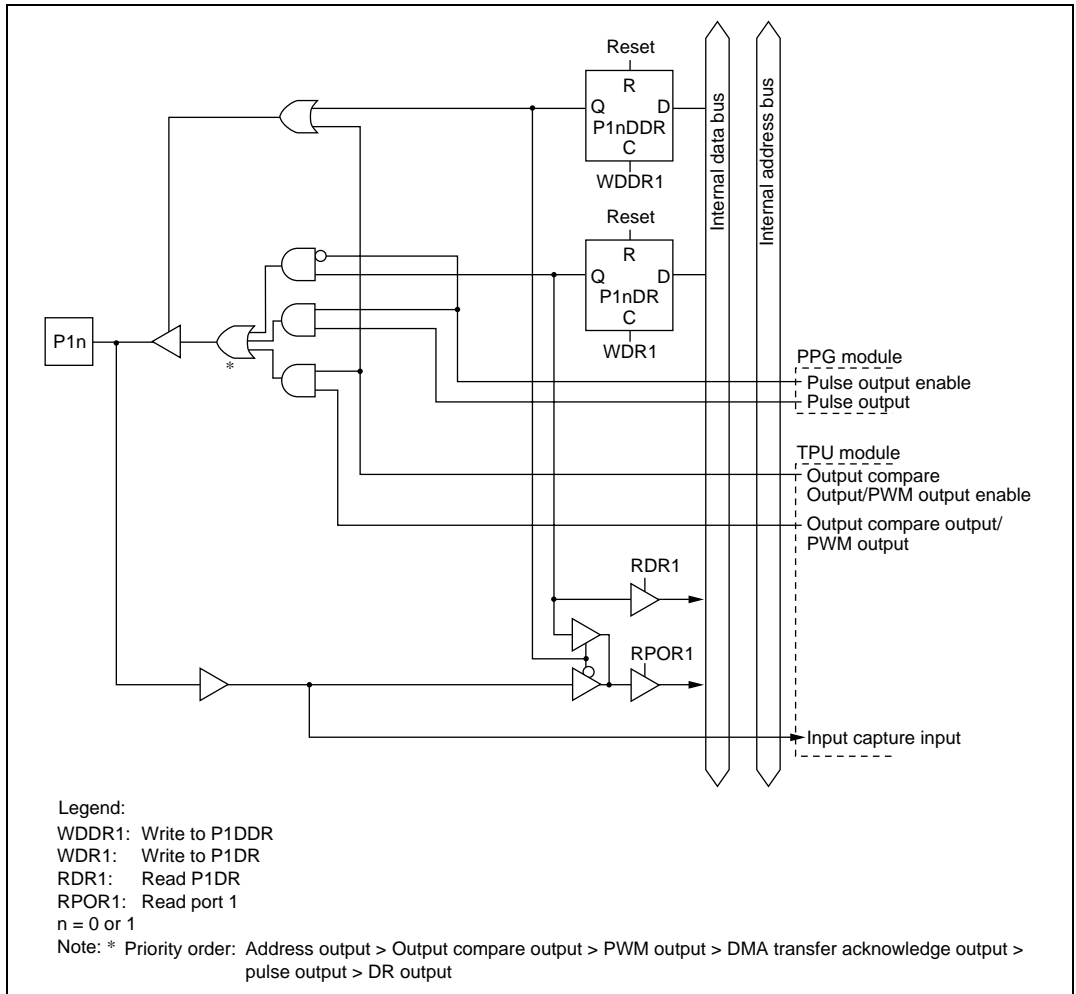 Reset
R
Q D
P1nDDR
C
WDDR1
Internal data bus
Internal address bus
Reset
R
Q D
P1nDR
C
WDR1
P1n
*
PPG module
Pulse output enable
Pulse output
TPU module
Output compare
Output/PWM output enable
Output compare output/
PWM output
RDR1
RPOR1
Input capture input
Legend:
WDDR1: Write to P1DDR
WDR1: Write to P1DR
RDR1: Read P1DR
RPOR1: Read port 1
n = 0 or 1
Note: * Priority order: Address output > Output compare output > PWM output > DMA transfer acknowledge output >
pulse output > DR output